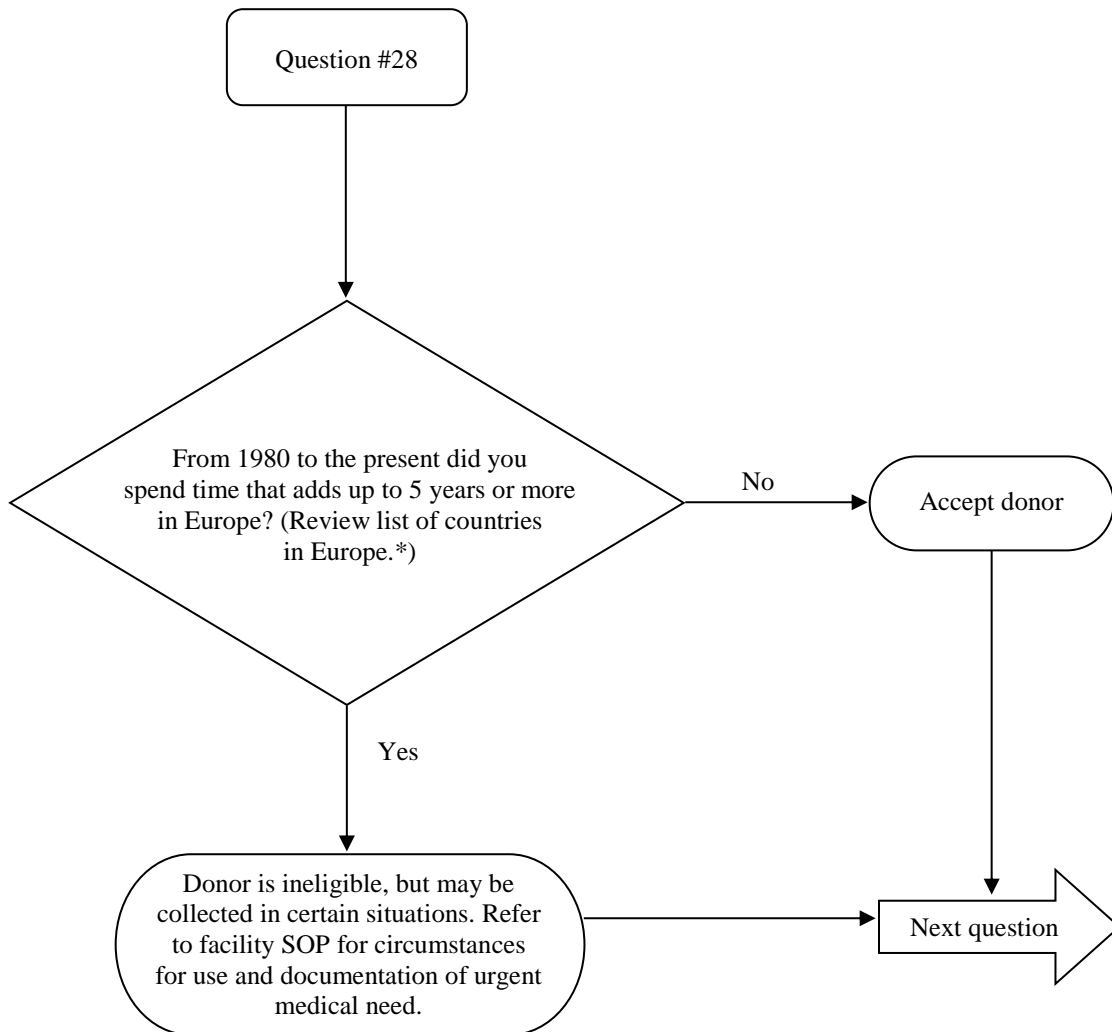 Question #28
From 1980 to the present did you
spend time that adds up to 5 years or more
in Europe? (Review list of countries
in Europe.*)
No
Accept donor
Yes
Donor is ineligible, but may be
collected in certain situations. Refer
to facility SOP for circumstances
for use and documentation of urgent
medical need.
Next question